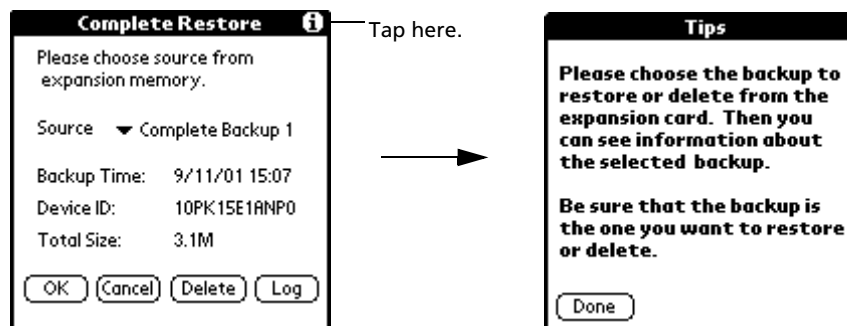 Complete Restore
Tap here.
Please choose source from
expansion memory.
Source Complete Backup 1
Backup Time: 9/11/01 15:07
Device ID: 10PK15E1ANP0
Total Size: 3.1M
OK Cancel Delete Log
Tips
Please choose the backup to
restore or delete from the
expansion card. Then you
can see information about
the selected backup.
Be sure that the backup is
the one you want to restore
or delete.
Done